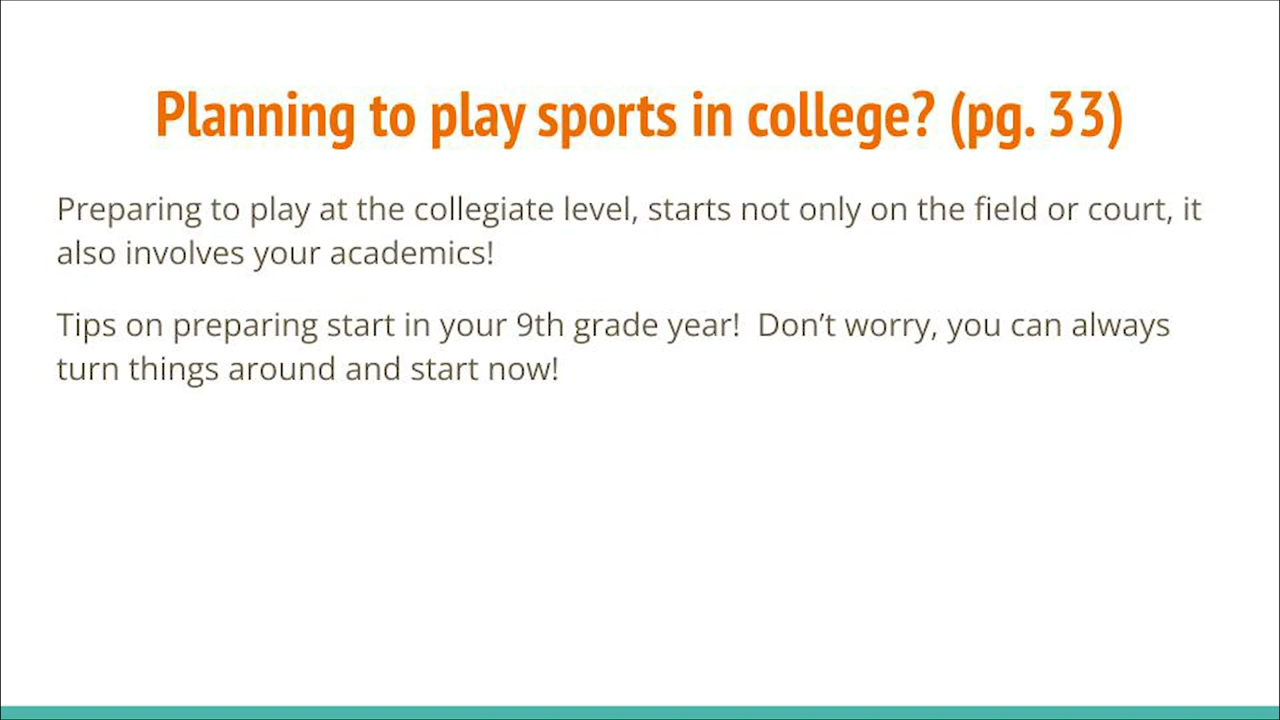 Planning to play sports in college? (pg. 33)
Preparing to play at the collegiate level, starts not only on the field or court, it
also involves your academics!
Tips on preparing start in your 9th grade year!  Don’t worry, you can always
turn things around and start now!